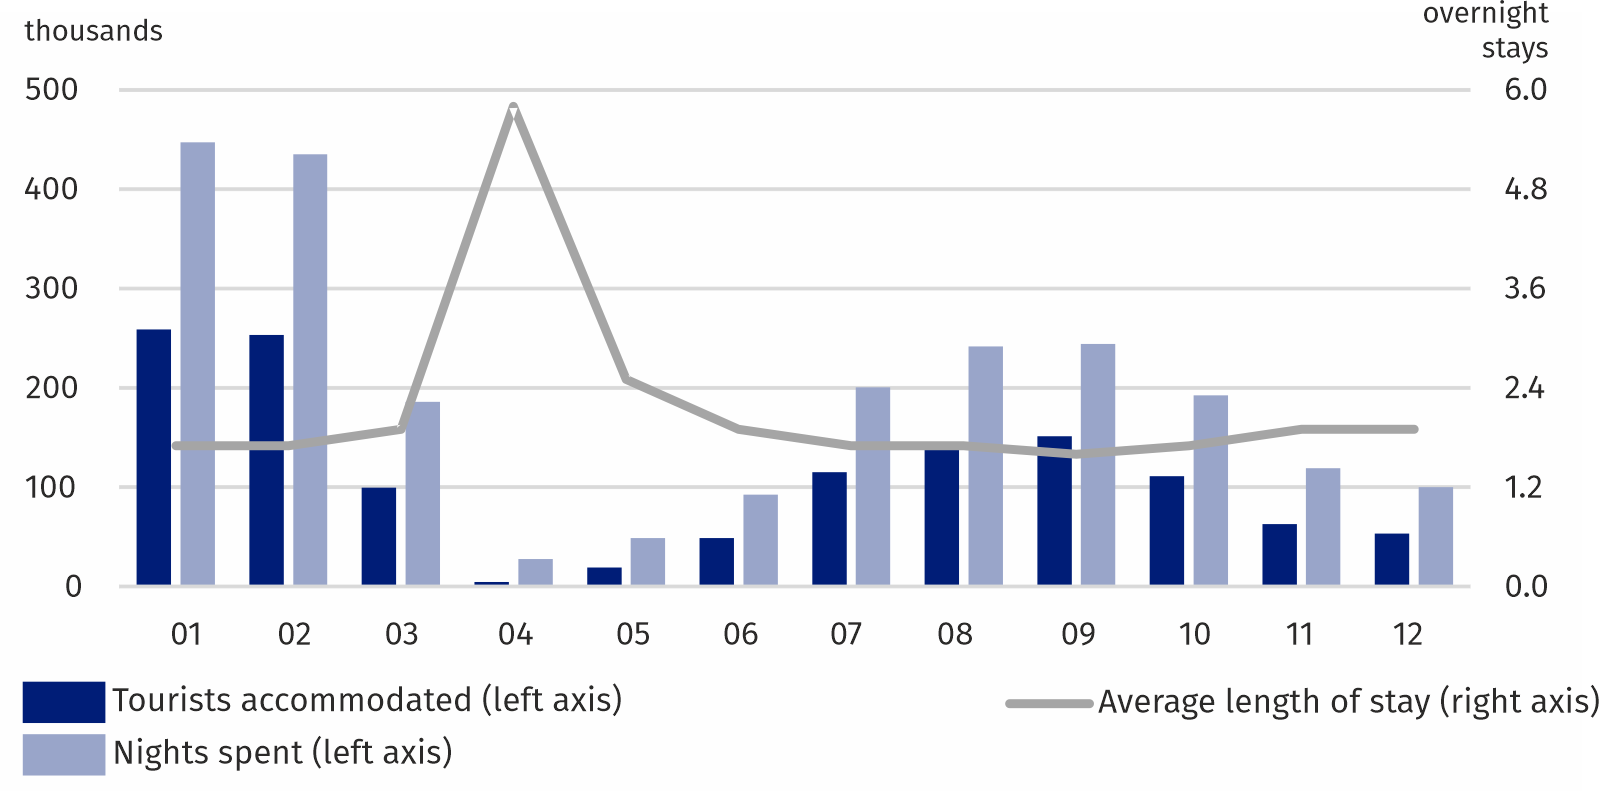 thousands
overnight
stays
500
6.0
400
4.8
300
3.6
200
2.4
100
1.2
0
0.0
01 02 03 04 05 06 07 08 09 10 11 12
Tourists accommodated (left axis)
Average length of stay (right axis)
Nights spent (left axis)